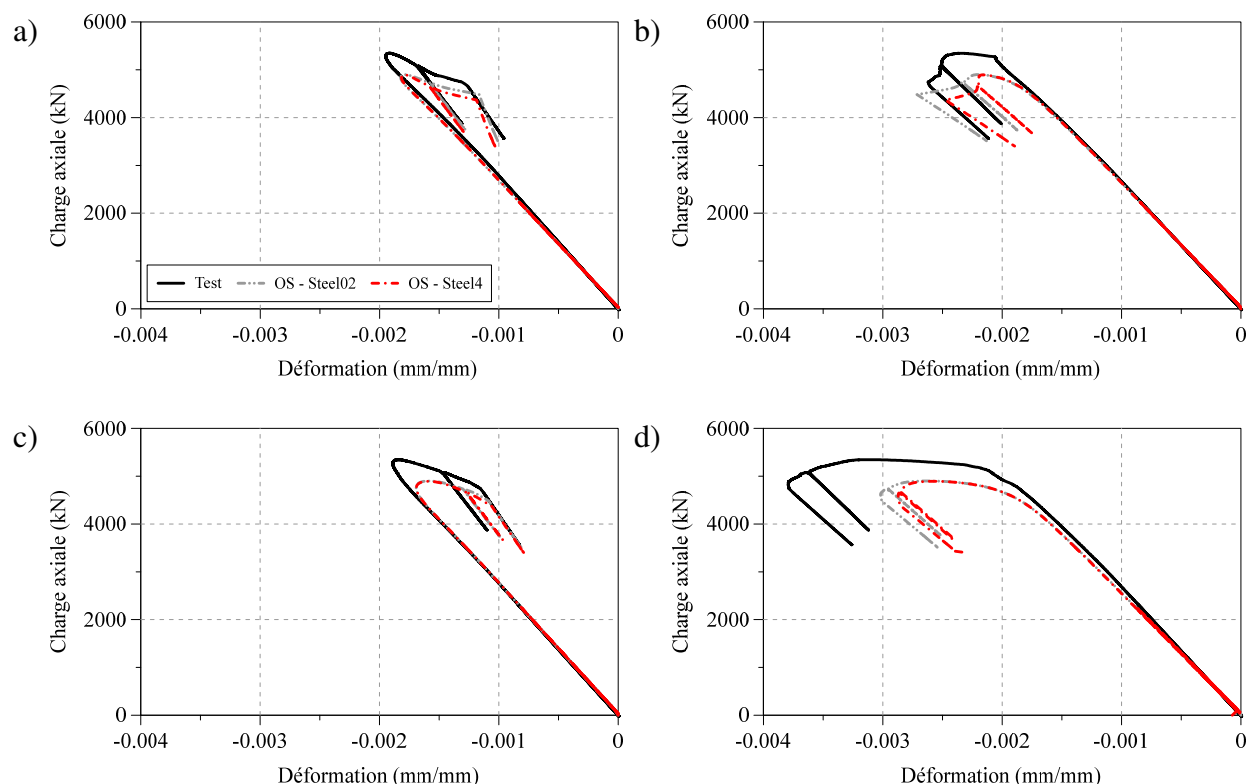 a)
6000
4000
2000
0
Charge axiale (kN)
Test OS - Steel02 OS - Steel4
-0.004 -0.003 -0.002 -0.001 0
Déformation (mm/mm)
b)
6000
4000
2000
0
Charge axiale (kN)
-0.004 -0.003 -0.002 -0.001 0
Déformation (mm/mm)
c)
6000
4000
2000
0
Charge axiale (kN)
-0.004 -0.003 -0.002 -0.001 0
Déformation (mm/mm)
d)
6000
4000
2000
0
Charge axiale (kN)
-0.004 -0.003 -0.002 -0.001 0
Déformation (mm/mm)